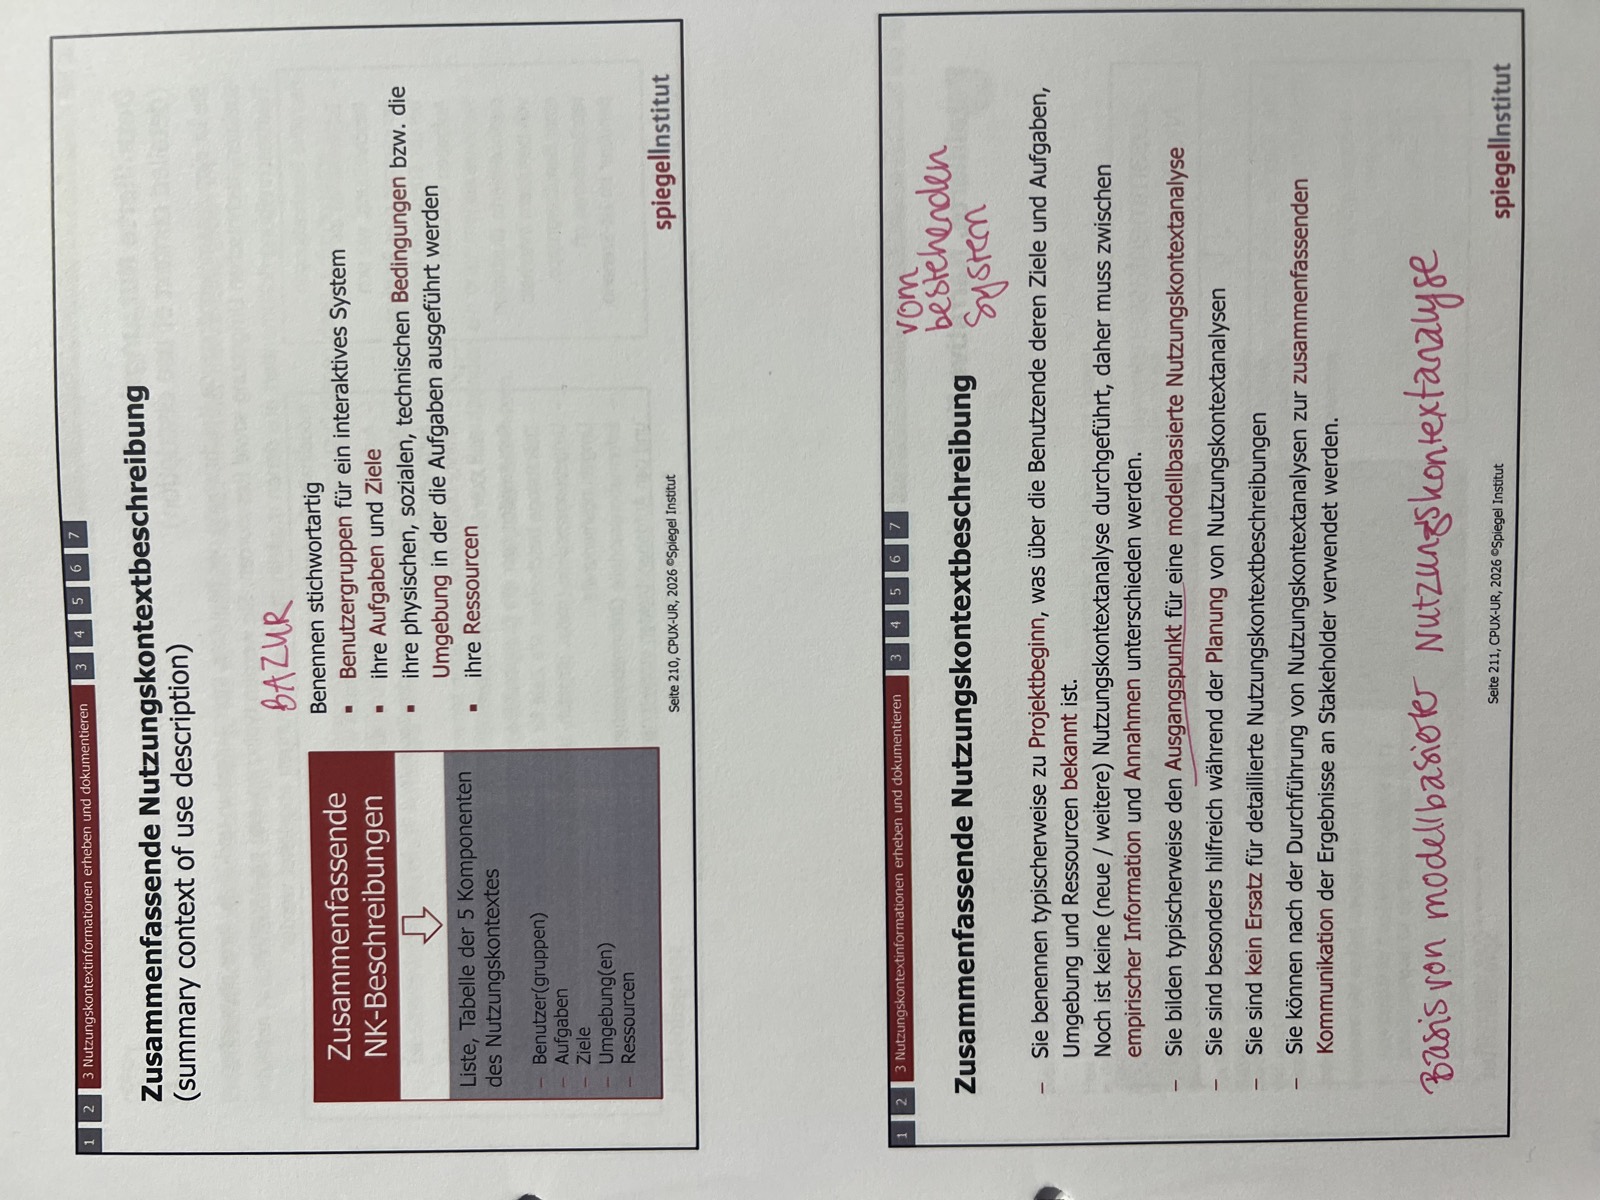 1 2 3 Nutzungskontextinformationen erheben und dokumentieren 3 4 5 6 7
Zusammenfassende Nutzungskontextbeschreibung
(summary context of use description)
BAZUR
Zusammenfassende
NK-Beschreibungen
Liste, Tabelle der 5 Komponenten
des Nutzungskontextes
– Benutzer(gruppen)
– Aufgaben
– Ziele
– Umgebung(en)
– Ressourcen
Benennen stichwortartig
▪ Benutzergruppen für ein interaktives System
▪ ihre Aufgaben und Ziele
▪ ihre physischen, sozialen, technischen Bedingungen bzw. die
Umgebung in der die Aufgaben ausgeführt werden
▪ ihre Ressourcen
Seite 210, CPUX-UR, 2026 ©Spiegel Institut
spiegelInstitut
1 2 3 Nutzungskontextinformationen erheben und dokumentieren 3 4 5 6 7
vom
bestehenden
System
Zusammenfassende Nutzungskontextbeschreibung
– Sie benennen typischerweise zu Projektbeginn, was über die Benutzende deren Ziele und Aufgaben,
Umgebung und Ressourcen bekannt ist.
Noch ist keine (neue / weitere) Nutzungskontextanalyse durchgeführt, daher muss zwischen
empirischer Information und Annahmen unterschieden werden.
– Sie bilden typischerweise den Ausgangspunkt für eine modellbasierte Nutzungskontextanalyse
– Sie sind besonders hilfreich während der Planung von Nutzungskontextanalysen
– Sie sind kein Ersatz für detaillierte Nutzungskontextbeschreibungen
– Sie können nach der Durchführung von Nutzungskontextanalysen zur zusammenfassenden
Kommunikation der Ergebnisse an Stakeholder verwendet werden.
Basis von modellbasierter Nutzungskontextanalyse
Seite 211, CPUX-UR, 2026 ©Spiegel Institut
spiegelInstitut